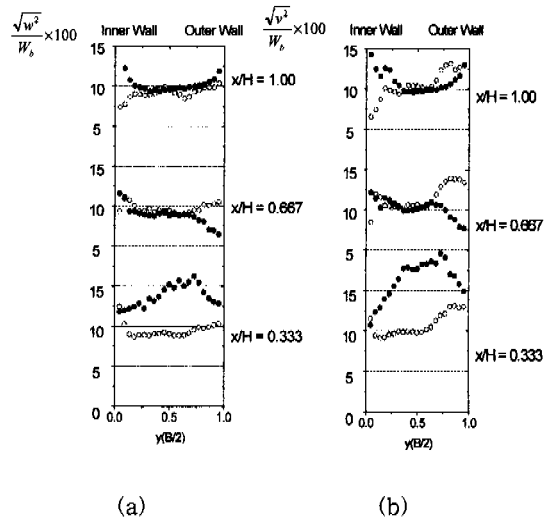 √w² / W_b ×100
Inner Wall Outer Wall
15
10
5
15
10
5
15
10
5
0
x/H = 1.00
x/H = 0.667
x/H = 0.333
0.0 0.5 1.0
y(B/2)
(a)
√v² / W_b ×100
Inner Wall Outer Wall
15
10
5
10
5
15
10
5
0
x/H = 1.00
x/H = 0.667
x/H = 0.333
0.0 0.5 1.0
y(B/2)
(b)